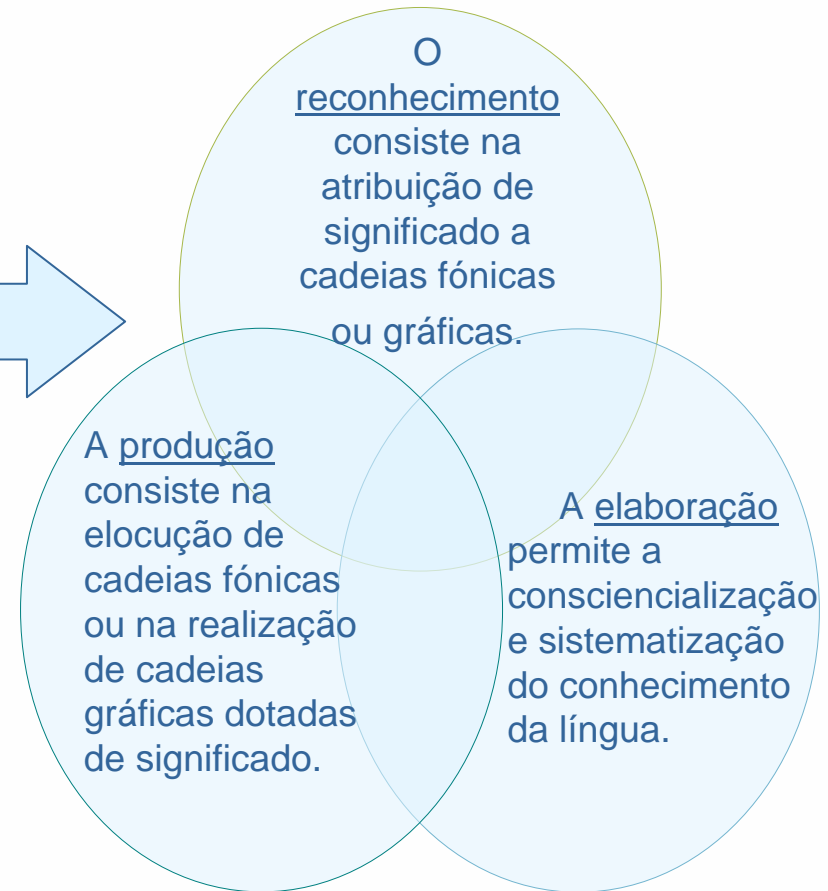 O
reconhecimento
consiste na
atribuição de
significado a
cadeias fónicas
ou gráficas.
A produção
consiste na
elocução de
cadeias fónicas
ou na realização
de cadeias
gráficas dotadas
de significado.
A elaboração
permite a
consciencialização
e sistematização
do conhecimento
da língua.